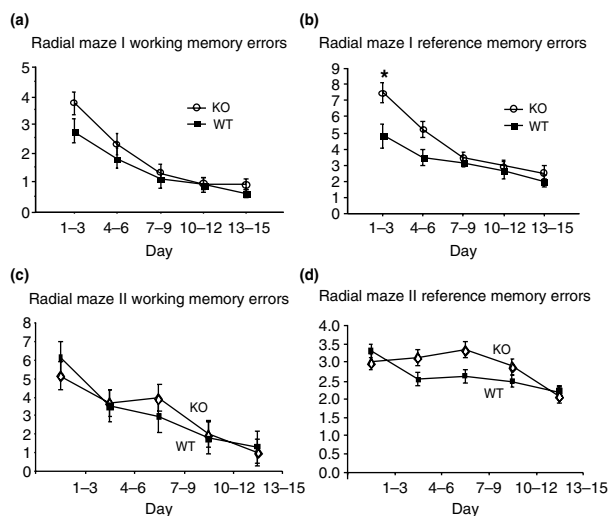 (a)
Radial maze I working memory errors
5
4
3
2
1
0
KO
WT
1–3 4–6 7–9 10–12 13–15
Day
(b)
Radial maze I reference memory errors
9
8
7
6
5
4
3
2
1
0
*
KO
WT
1–3 4–6 7–9 10–12 13–15
Day
(c)
Radial maze II working memory errors
8
7
6
5
4
3
2
1
0
KO
WT
1–3 4–6 7–9 10–12 13–15
Day
(d)
Radial maze II reference memory errors
4.0
3.5
3.0
2.5
2.0
1.5
1.0
0.5
0.0
KO
WT
1–3 4–6 7–9 10–12 13–15
Day